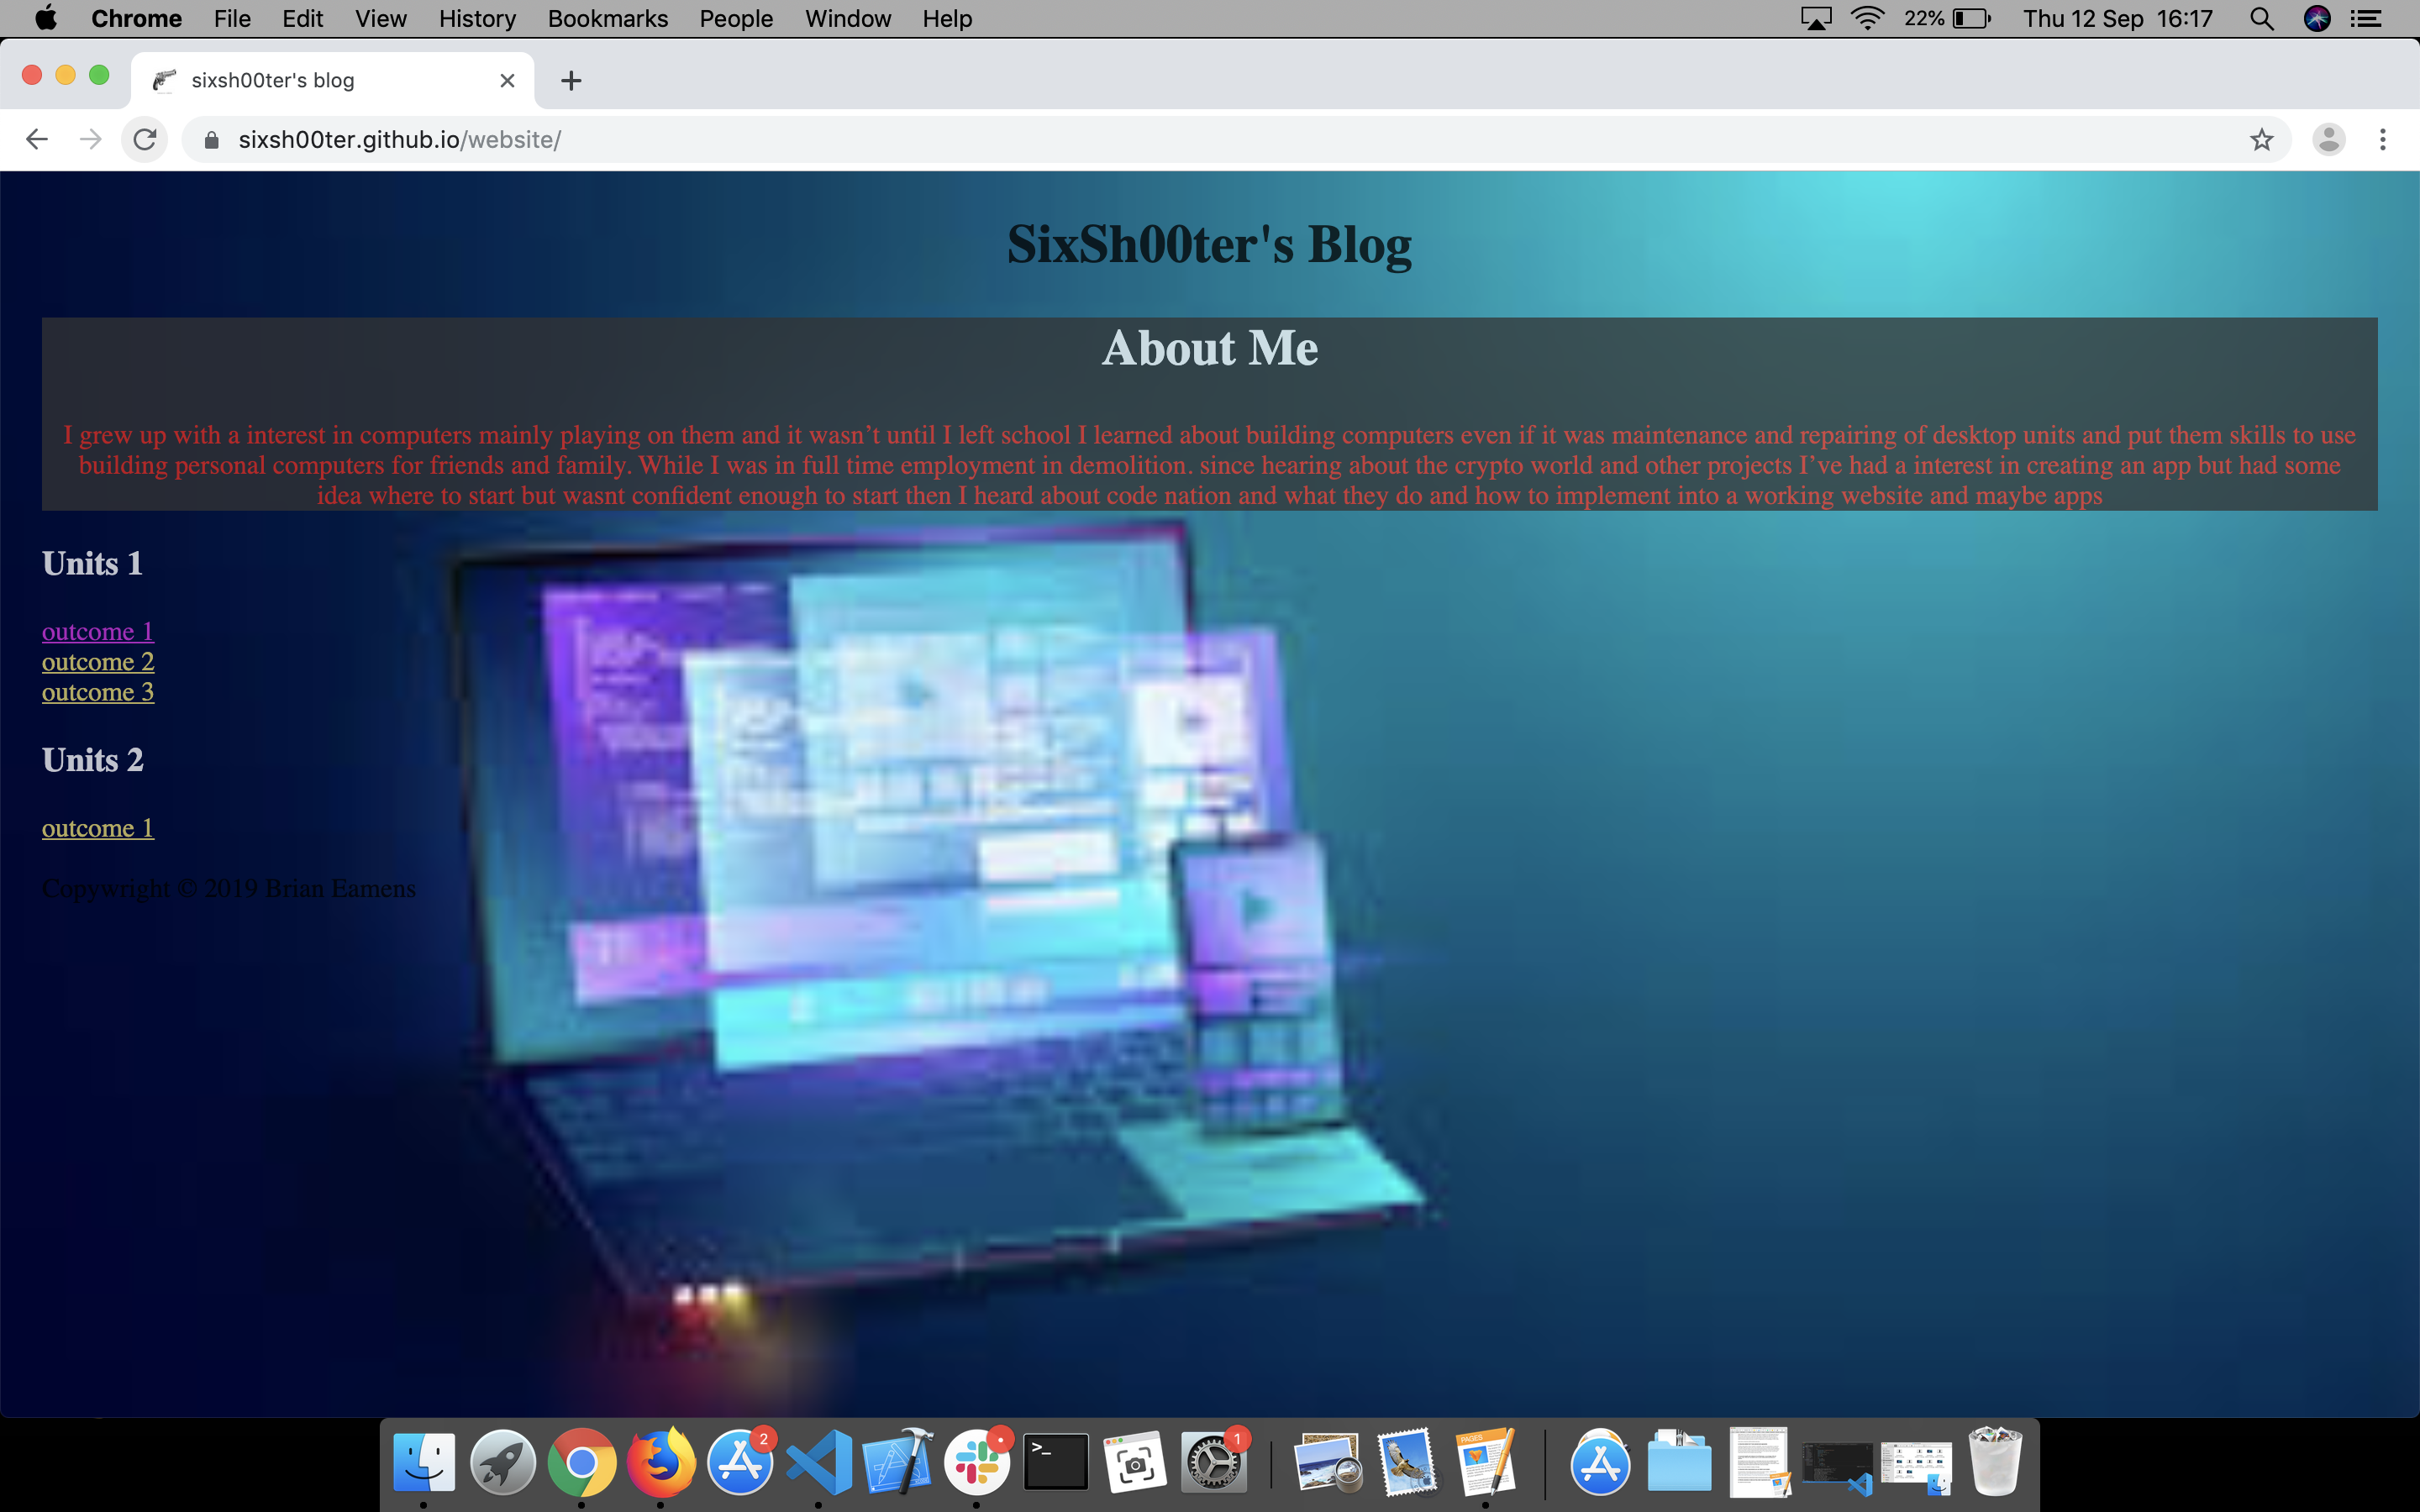 Chrome File Edit View History Bookmarks People Window Help 22% Thu 12 Sep 16:17
sixsh00ter's blog
sixsh00ter.github.io/website/
SixSh00ter's Blog
About Me
I grew up with a interest in computers mainly playing on them and it wasn’t until I left school I learned about building computers even if it was maintenance and repairing of desktop units and put them skills to use
building personal computers for friends and family. While I was in full time employment in demolition. since hearing about the crypto world and other projects I’ve had a interest in creating an app but had some
idea where to start but wasnt confident enough to start then I heard about code nation and what they do and how to implement into a working website and maybe apps
Units 1
outcome 1
outcome 2
outcome 3
Units 2
outcome 1
Copywright © 2019 Brian Eamens
2 >_ 1 PAGES